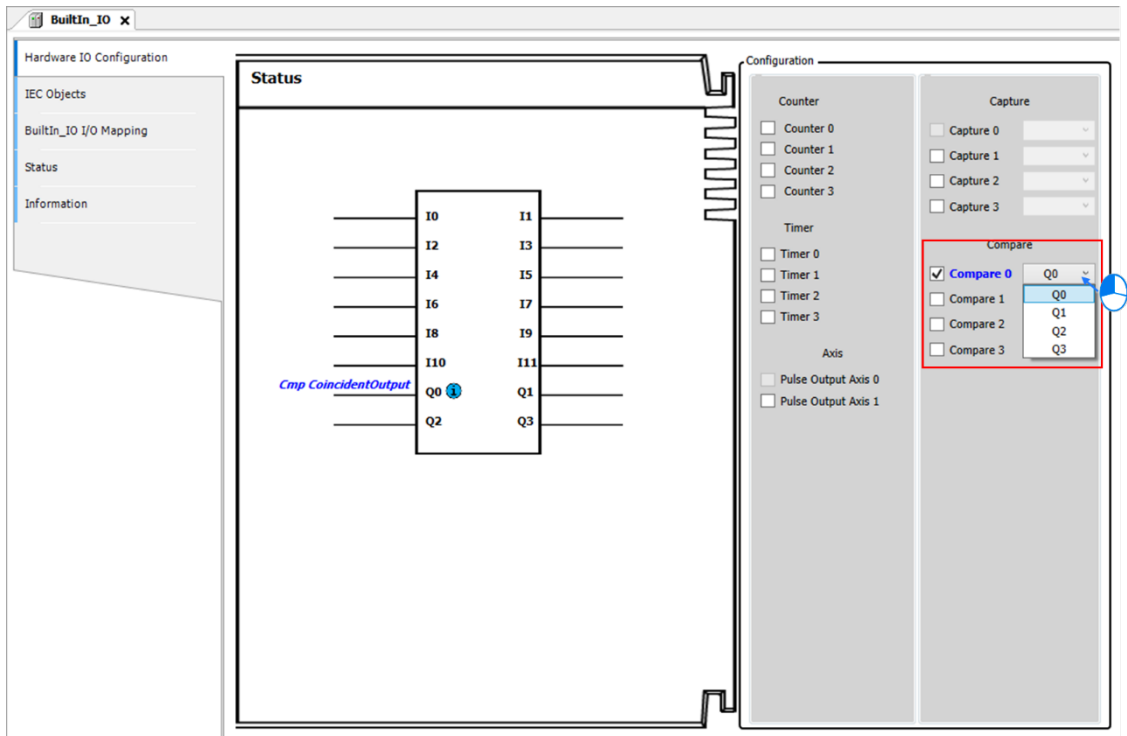 BuiltIn_IO X
Hardware IO Configuration
IEC Objects
BuiltIn_IO I/O Mapping
Status
Information
Status
I0 I1
I2 I3
I4 I5
I6 I7
I8 I9
I10 I11
Cmp CoincidentOutput Q0 i Q1
Q2 Q3
Configuration
Counter
Counter 0
Counter 1
Counter 2
Counter 3
Timer
Timer 0
Timer 1
Timer 2
Timer 3
Axis
Pulse Output Axis 0
Pulse Output Axis 1
Capture
Capture 0
Capture 1
Capture 2
Capture 3
Compare
Compare 0 Q0
Compare 1
Compare 2
Compare 3
Q0
Q1
Q2
Q3